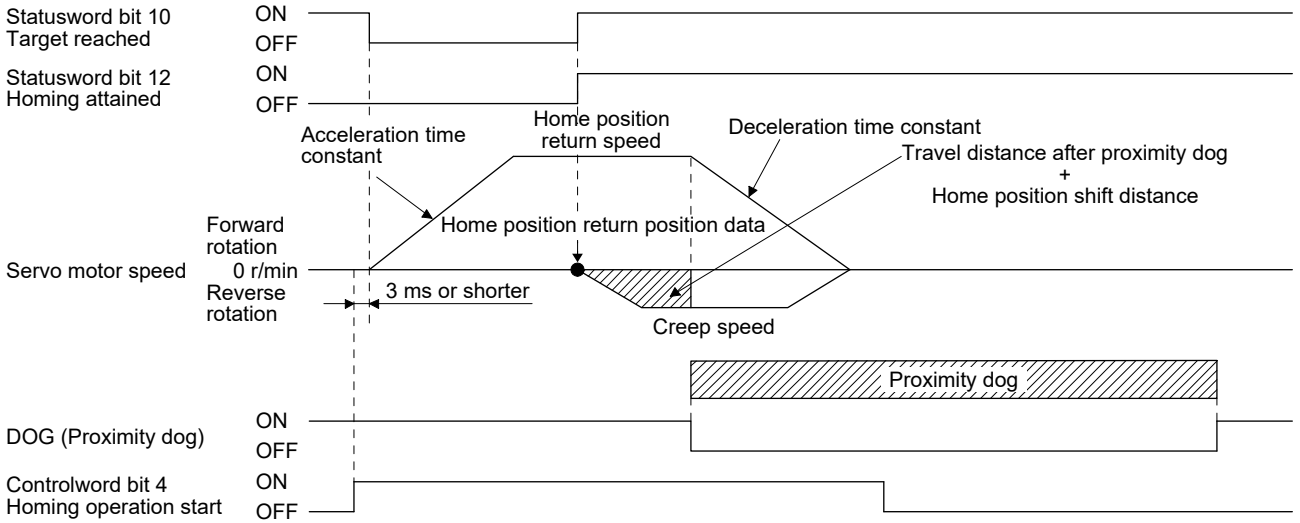 Statusword bit 10
Target reached
ON
OFF
Statusword bit 12
Homing attained
ON
OFF
Acceleration time
constant
Home position
return speed
Deceleration time constant
Travel distance after proximity dog
+
Home position shift distance
Home position return position data
Servo motor speed
Forward
rotation
0 r/min
Reverse
rotation
3 ms or shorter
Creep speed
Proximity dog
DOG (Proximity dog)
ON
OFF
Controlword bit 4
Homing operation start
ON
OFF